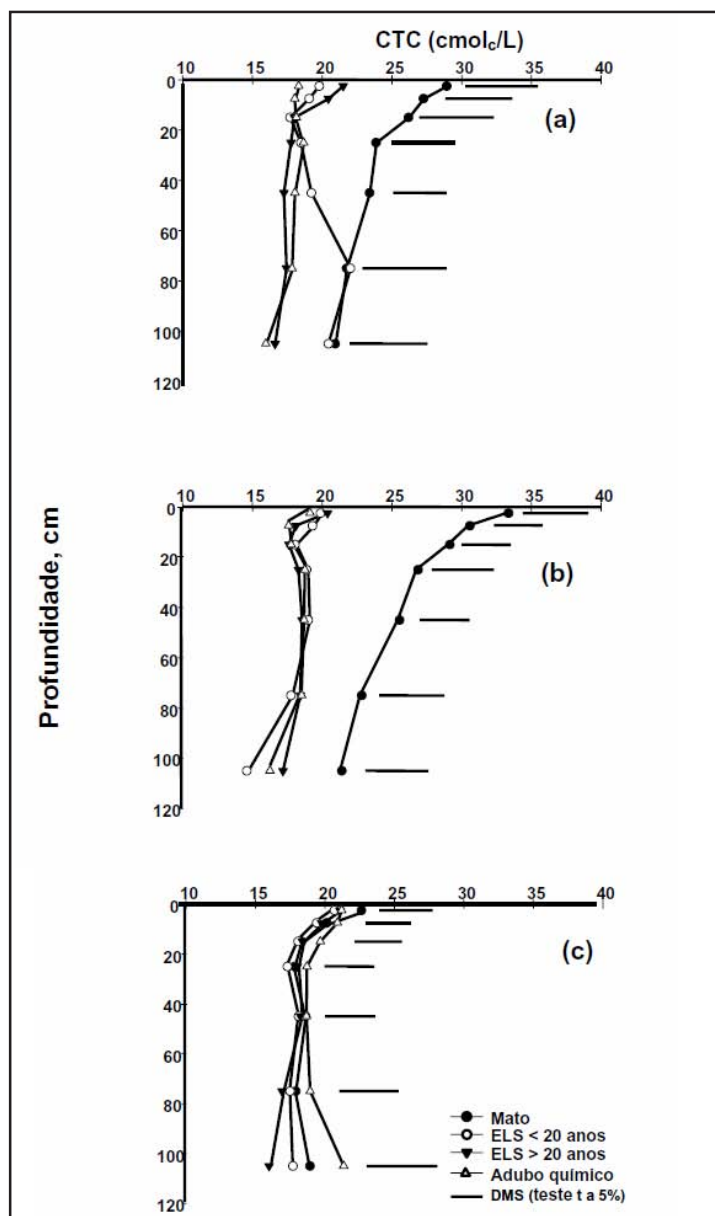 CTC (cmolc/L)
10 15 20 25 30 35 40
0
20
40
60
80
100
120
(a)
10 15 20 25 30 35 40
0
20
40
60
80
100
120
(b)
Profundidade, cm
10 15 20 25 30 35 40
0
20
40
60
80
100
120
(c)
Mato
ELS < 20 anos
ELS > 20 anos
Adubo químico
DMS (teste t a 5%)